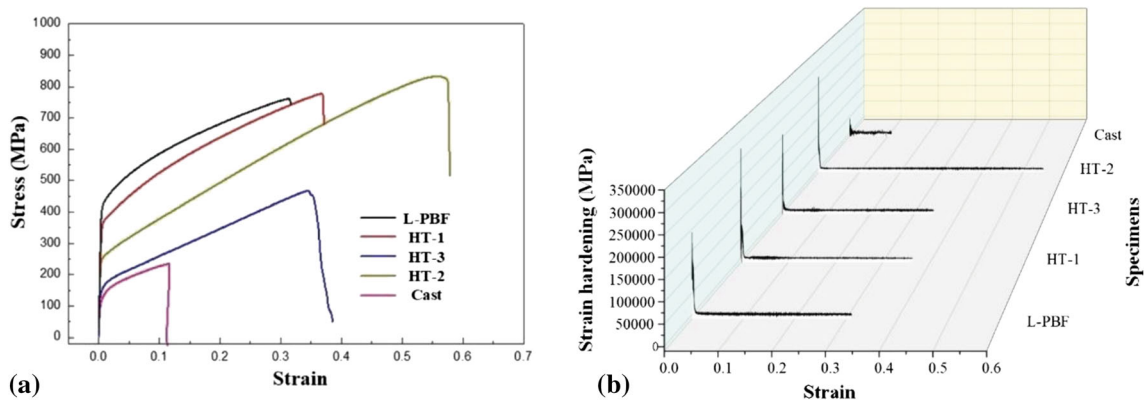 1000
900
800
700
600
500
400
300
200
100
0
Stress (MPa)
0.0 0.1 0.2 0.3 0.4 0.5 0.6 0.7
Strain
L-PBF
HT-1
HT-3
HT-2
Cast
(a)
350000
300000
250000
200000
150000
100000
50000
0
Strain hardening (MPa)
0.0 0.1 0.2 0.3 0.4 0.5 0.6
Strain
Cast
HT-2
HT-3
HT-1
L-PBF
Specimens
(b)